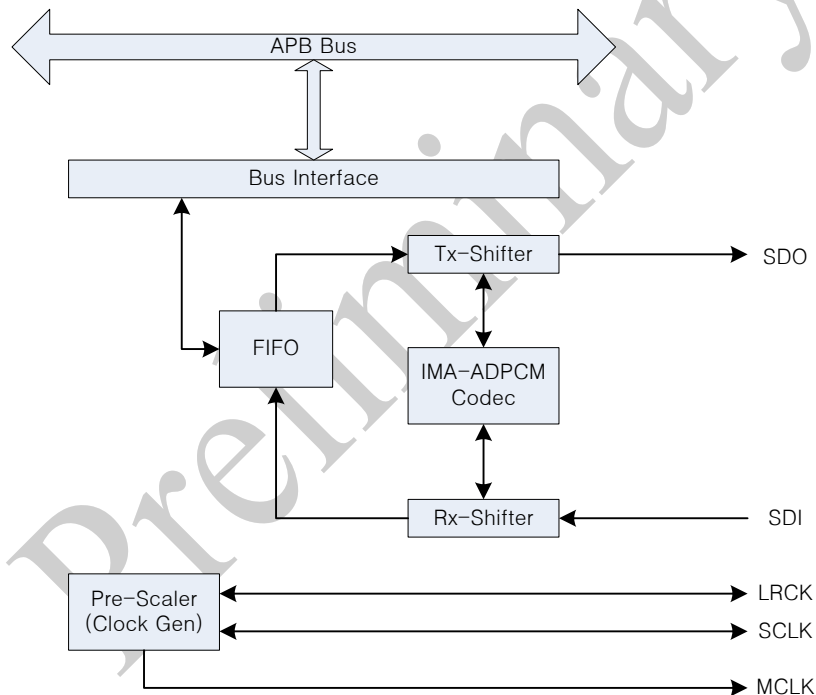 APB Bus
Bus Interface
Tx-Shifter
SDO
FIFO
IMA-ADPCM
Codec
Rx-Shifter
SDI
Pre-Scaler
(Clock Gen)
LRCK
SCLK
MCLK
Preliminary